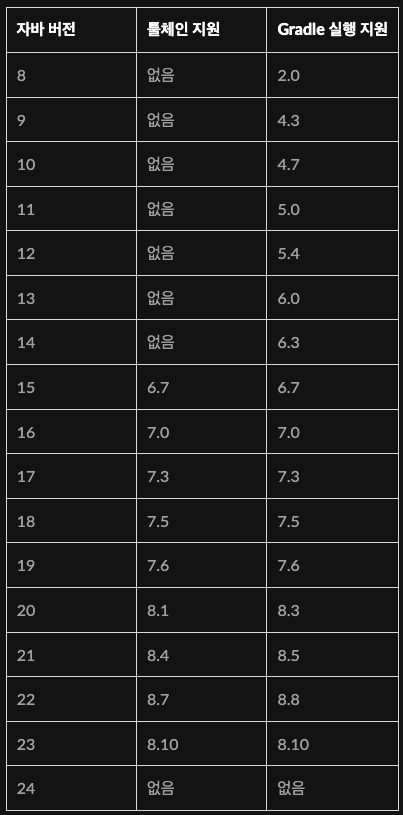 자바 버전 툴체인 지원 Gradle 실행 지원
8 없음 2.0
9 없음 4.3
10 없음 4.7
11 없음 5.0
12 없음 5.4
13 없음 6.0
14 없음 6.3
15 6.7 6.7
16 7.0 7.0
17 7.3 7.3
18 7.5 7.5
19 7.6 7.6
20 8.1 8.3
21 8.4 8.5
22 8.7 8.8
23 8.10 8.10
24 없음 없음